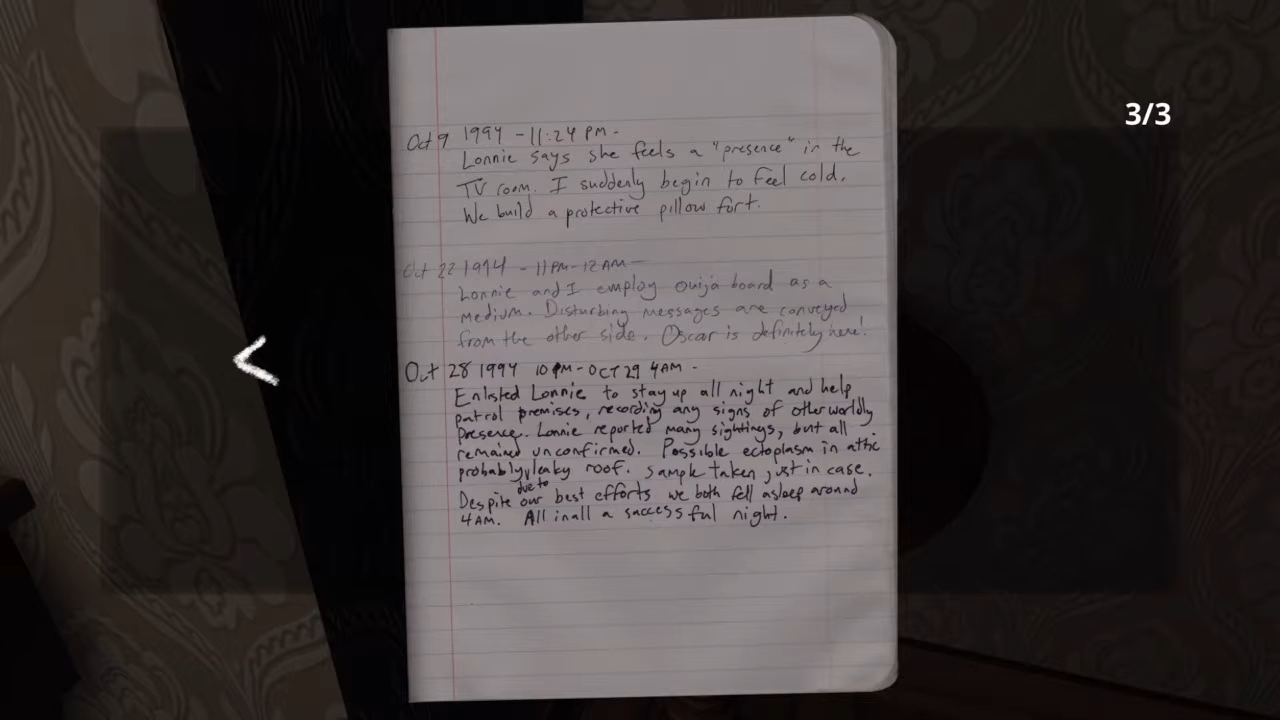 3/3
Oct 9 1994 - 11:24 PM -
Lonnie says she feels a "presence" in the
TV room. I suddenly begin to feel cold.
We build a protective pillow fort.
Oct 22 1994 - 11PM - 12AM -
Lonnie and I employ ouija board as a
medium. Disturbing messages are conveyed
from the other side. Oscar is definitely here!
Oct 28 1994 10PM - OCT 29 4AM -
Enlisted Lonnie to stay up all night and help
patrol premises, recording any signs of otherworldly
presence. Lonnie reported many sightings, but all
remained unconfirmed. Possible ectoplasm in attic
probably leaky roof. Sample taken just in case.
due to
Despite our best efforts we both fell asleep around
4AM. All in all a successful night.